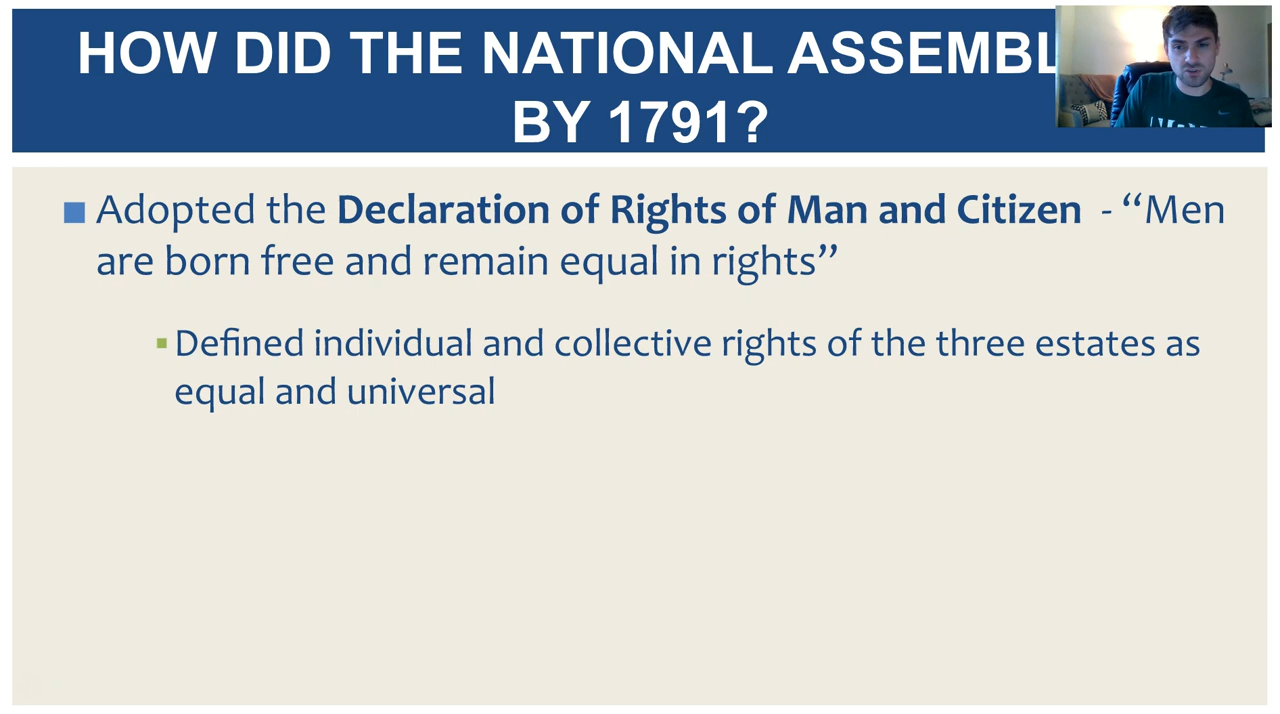 HOW DID THE NATIONAL ASSEMBL
BY 1791?
■ Adopted the Declaration of Rights of Man and Citizen - “Men
are born free and remain equal in rights”
▪ Defined individual and collective rights of the three estates as
equal and universal